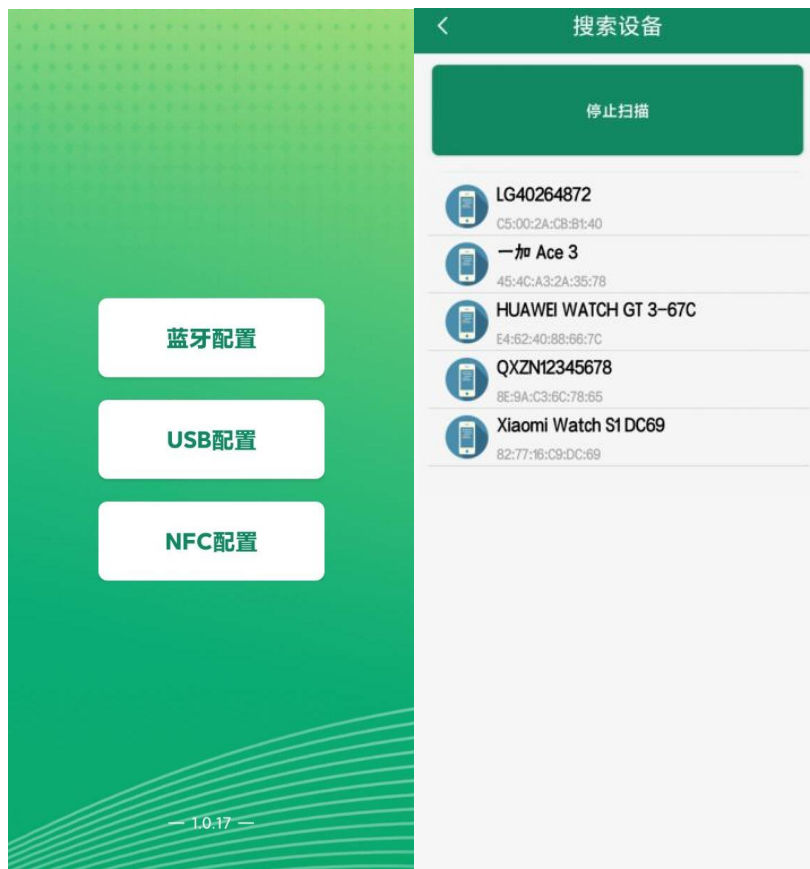 蓝牙配置
USB配置
NFC配置
— 1.0.17 —
搜索设备
停止扫描
LG40264872
C5:00:2A:CB:B1:40
一加 Ace 3
45:4C:A3:2A:35:78
HUAWEI WATCH GT 3-67C
E4:62:40:88:66:7C
QXZN12345678
8E:9A:C3:6C:78:65
Xiaomi Watch S1 DC69
82:77:16:C9:DC:69